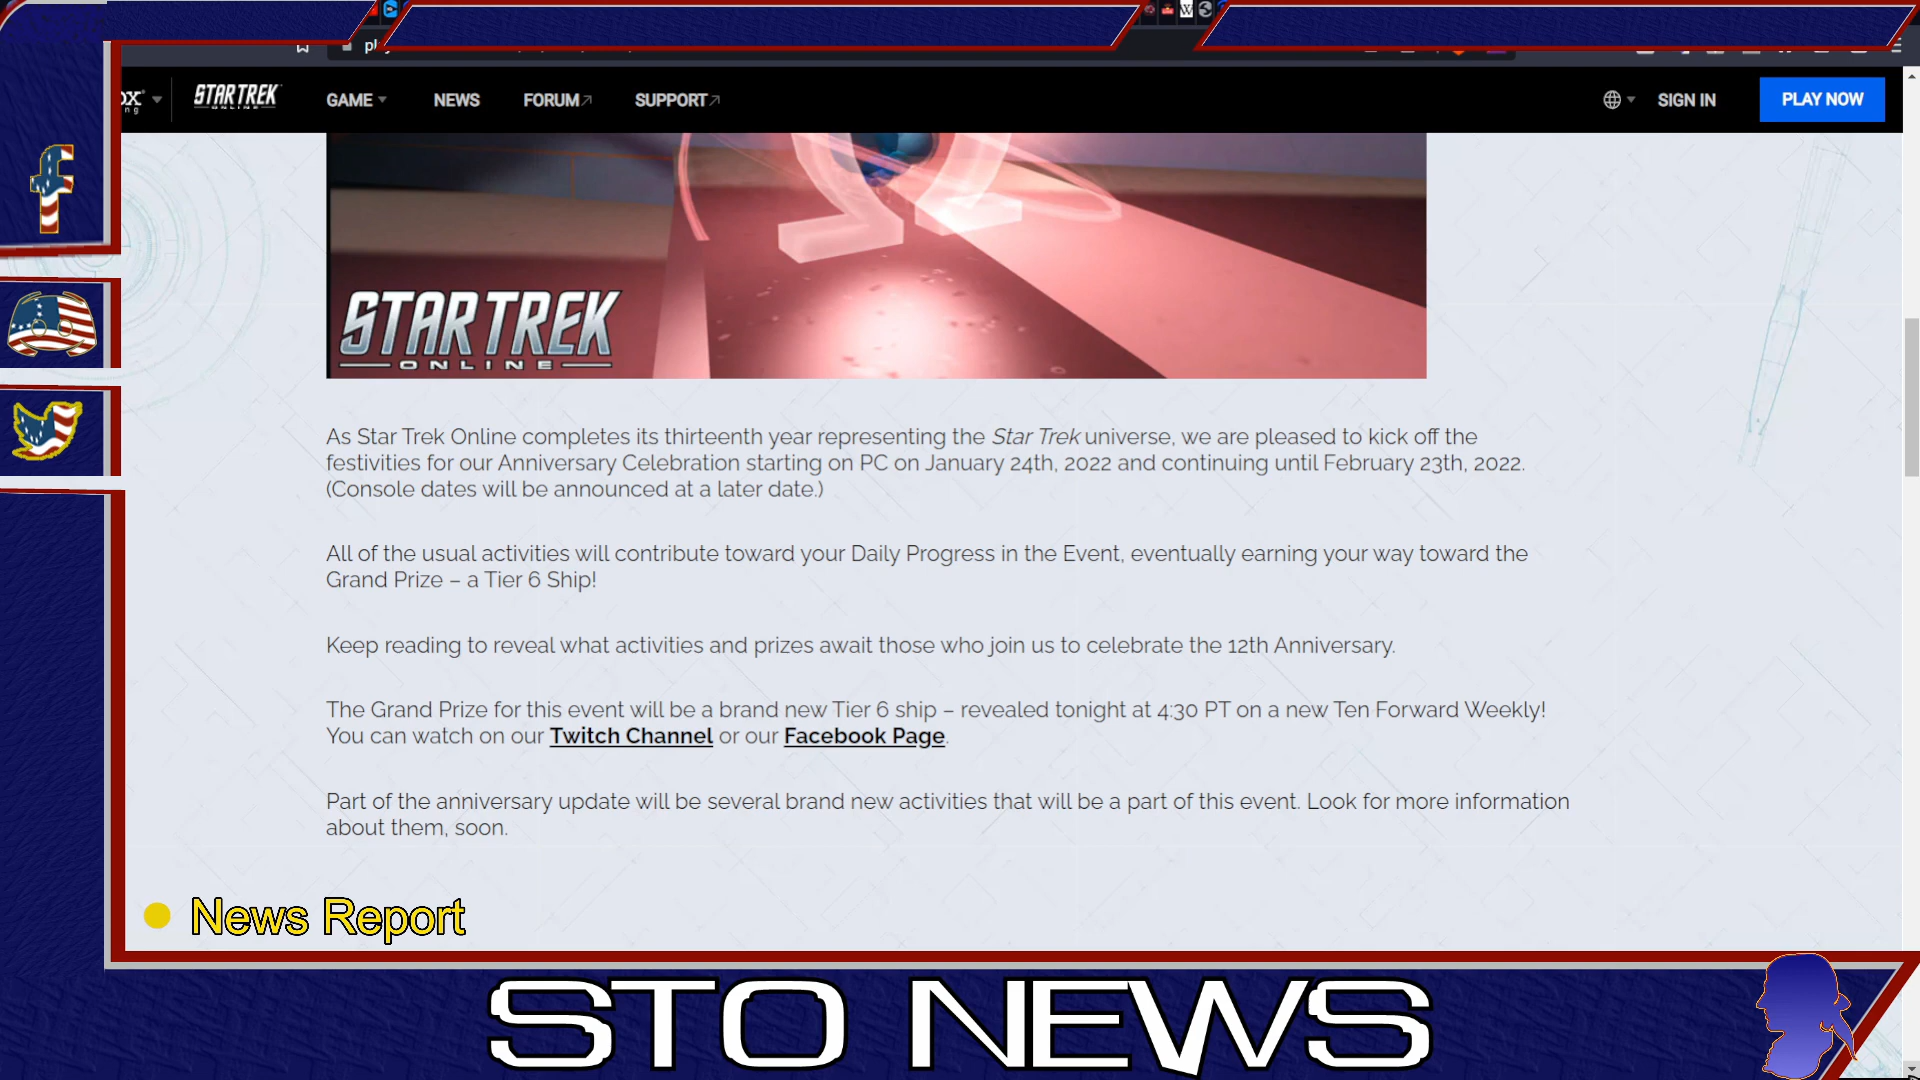 GAME
NEWS
FORUM
SUPPORT
SIGN IN
PLAY NOW
STAR TREK
ONLINE
STAR TREK
ONLINE
As Star Trek Online completes its thirteenth year representing the Star Trek universe, we are pleased to kick off the
festivities for our Anniversary Celebration starting on PC on January 24th, 2022 and continuing until February 23th, 2022.
(Console dates will be announced at a later date.)
All of the usual activities will contribute toward your Daily Progress in the Event, eventually earning your way toward the
Grand Prize – a Tier 6 Ship!
Keep reading to reveal what activities and prizes await those who join us to celebrate the 12th Anniversary.
The Grand Prize for this event will be a brand new Tier 6 ship – revealed tonight at 4:30 PT on a new Ten Forward Weekly!
You can watch on our Twitch Channel or our Facebook Page.
Part of the anniversary update will be several brand new activities that will be a part of this event. Look for more information
about them, soon.
News Report
STO NEWS